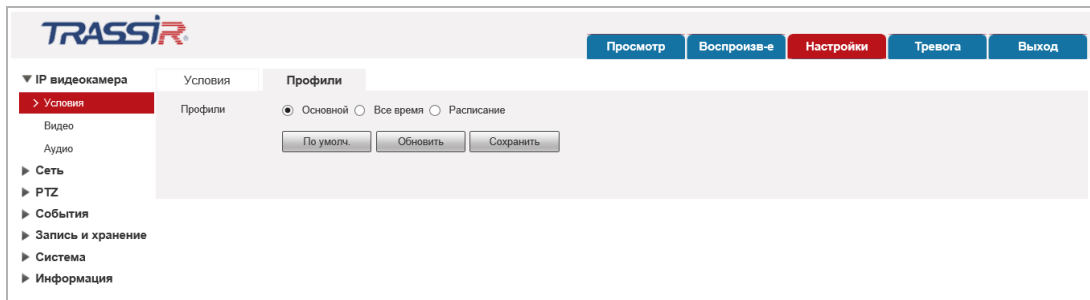 TRASSIR
Просмотр Воспроизв-е Настройки Тревога Выход
IP видеокамера
Условия
Видео
Аудио
Сеть
PTZ
События
Запись и хранение
Система
Информация
Условия Профили
Профили Основной Все время Расписание
По умолч. Обновить Сохранить